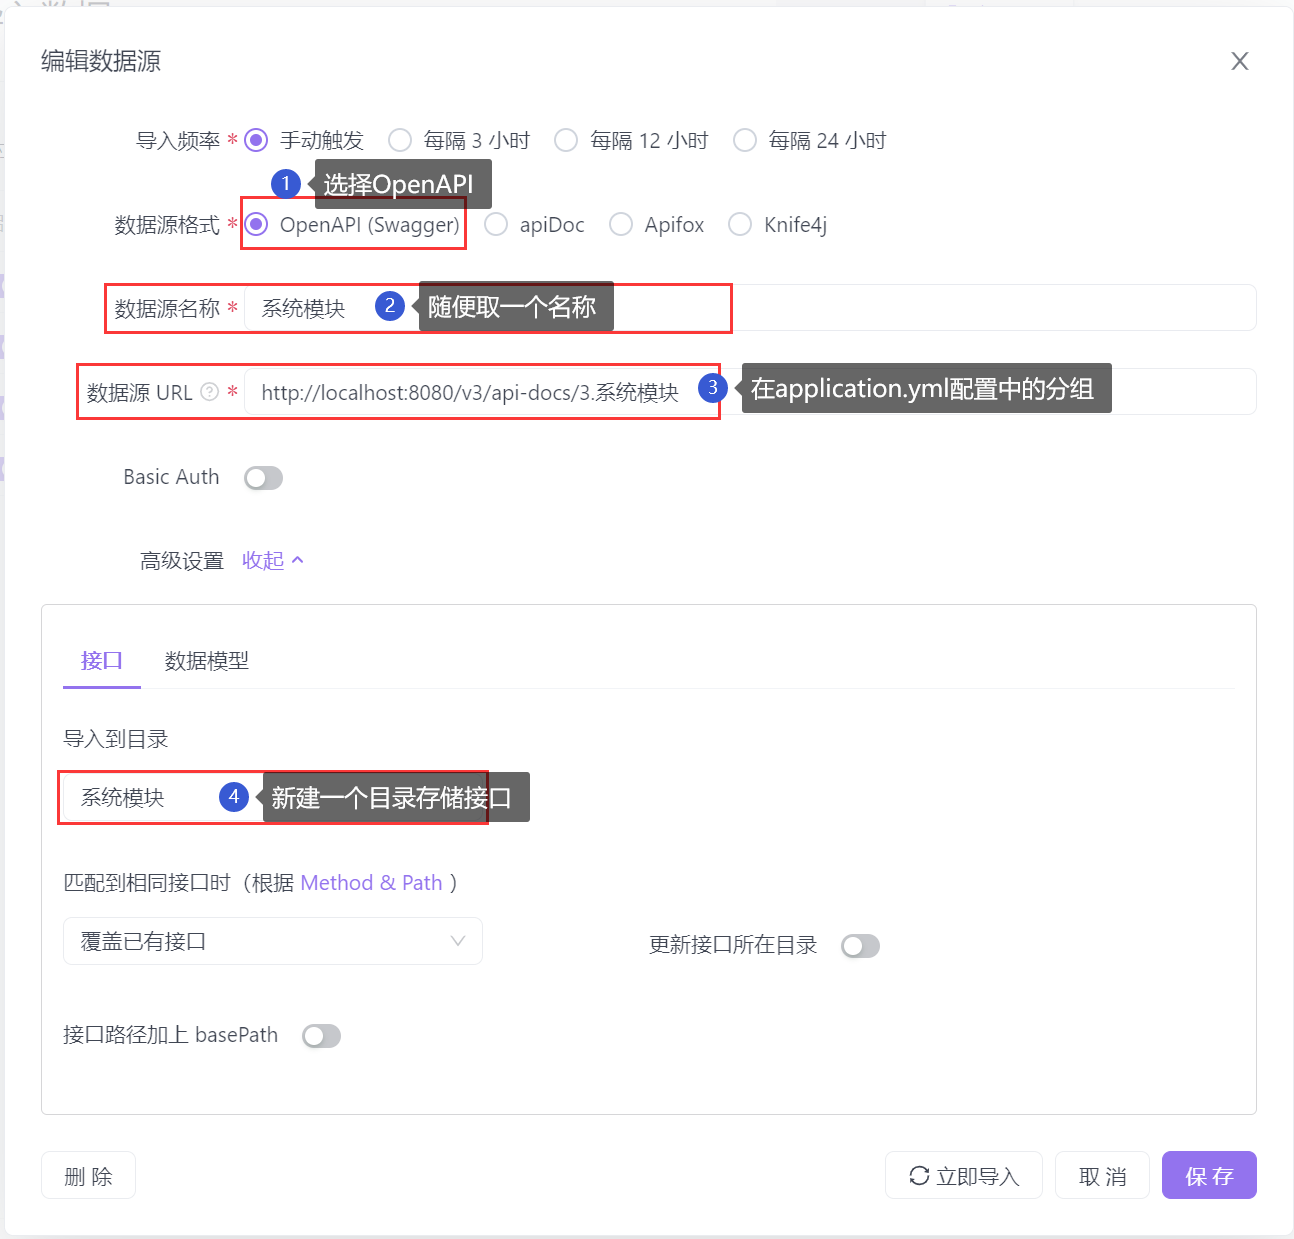 编辑数据源
导入频率 * 手动触发 每隔 3 小时 每隔 12 小时 每隔 24 小时
1 选择OpenAPI
数据源格式 * OpenAPI (Swagger) apiDoc Apifox Knife4j
数据源名称 * 系统模块 2 随便取一个名称
数据源 URL ? * http://localhost:8080/v3/api-docs/3.系统模块 3 在application.yml配置中的分组
Basic Auth
高级设置 收起
接口 数据模型
导入到目录
系统模块 4 新建一个目录存储接口
匹配到相同接口时（根据 Method & Path ）
覆盖已有接口 更新接口所在目录
接口路径加上 basePath
删 除 立即导入 取 消 保 存